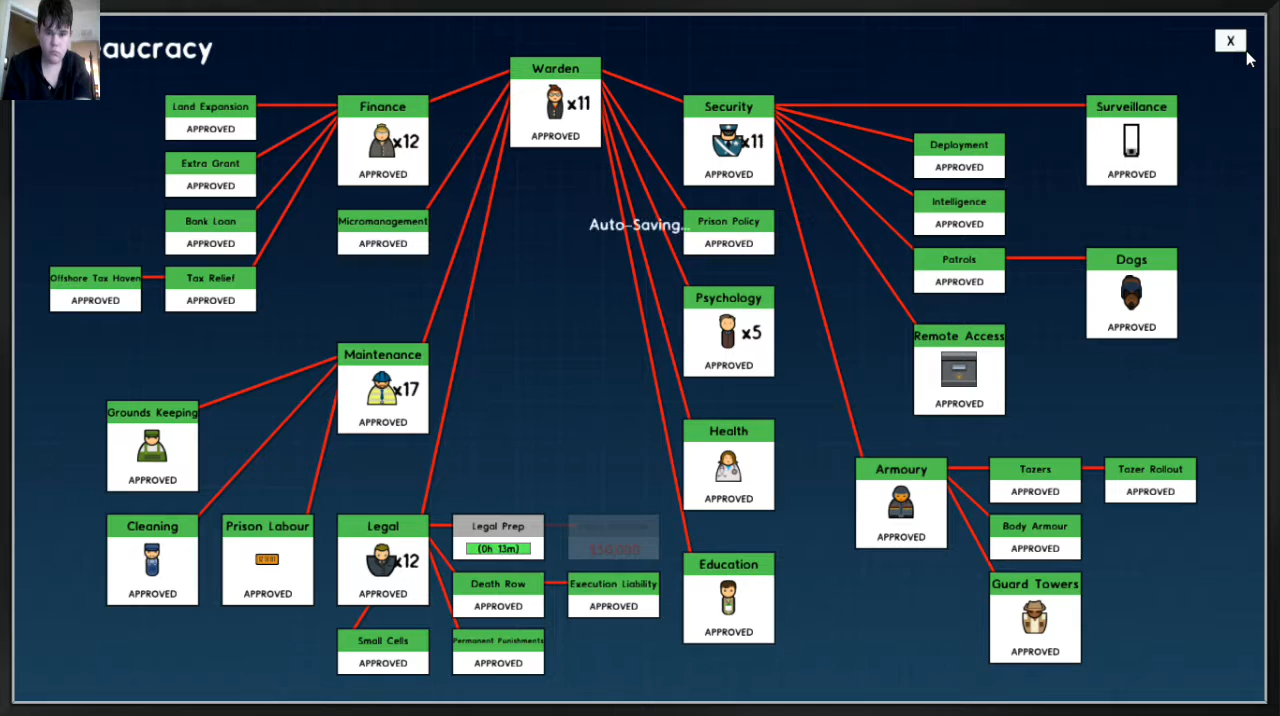 aucracy
X
Warden
x11
APPROVED
Land Expansion
APPROVED
Finance
x12
APPROVED
Security
x11
APPROVED
Surveillance
APPROVED
Extra Grant
APPROVED
Deployment
APPROVED
Bank Loan
APPROVED
Micromanagement
APPROVED
Auto-Saving...
Prison Policy
APPROVED
Intelligence
APPROVED
Offshore Tax Haven
APPROVED
Tax Relief
APPROVED
Patrols
APPROVED
Dogs
APPROVED
Psychology
x5
APPROVED
Remote Access
APPROVED
Maintenance
x17
APPROVED
Grounds Keeping
APPROVED
Health
APPROVED
Armoury
APPROVED
Tazers
APPROVED
Tazer Rollout
APPROVED
Body Armour
APPROVED
Cleaning
APPROVED
Prison Labour
APPROVED
Legal
x12
APPROVED
Legal Prep
(0h 13m)
$30,000
Death Row
APPROVED
Execution Liability
APPROVED
Education
APPROVED
Guard Towers
APPROVED
Small Cells
APPROVED
Permanent Punishments
APPROVED